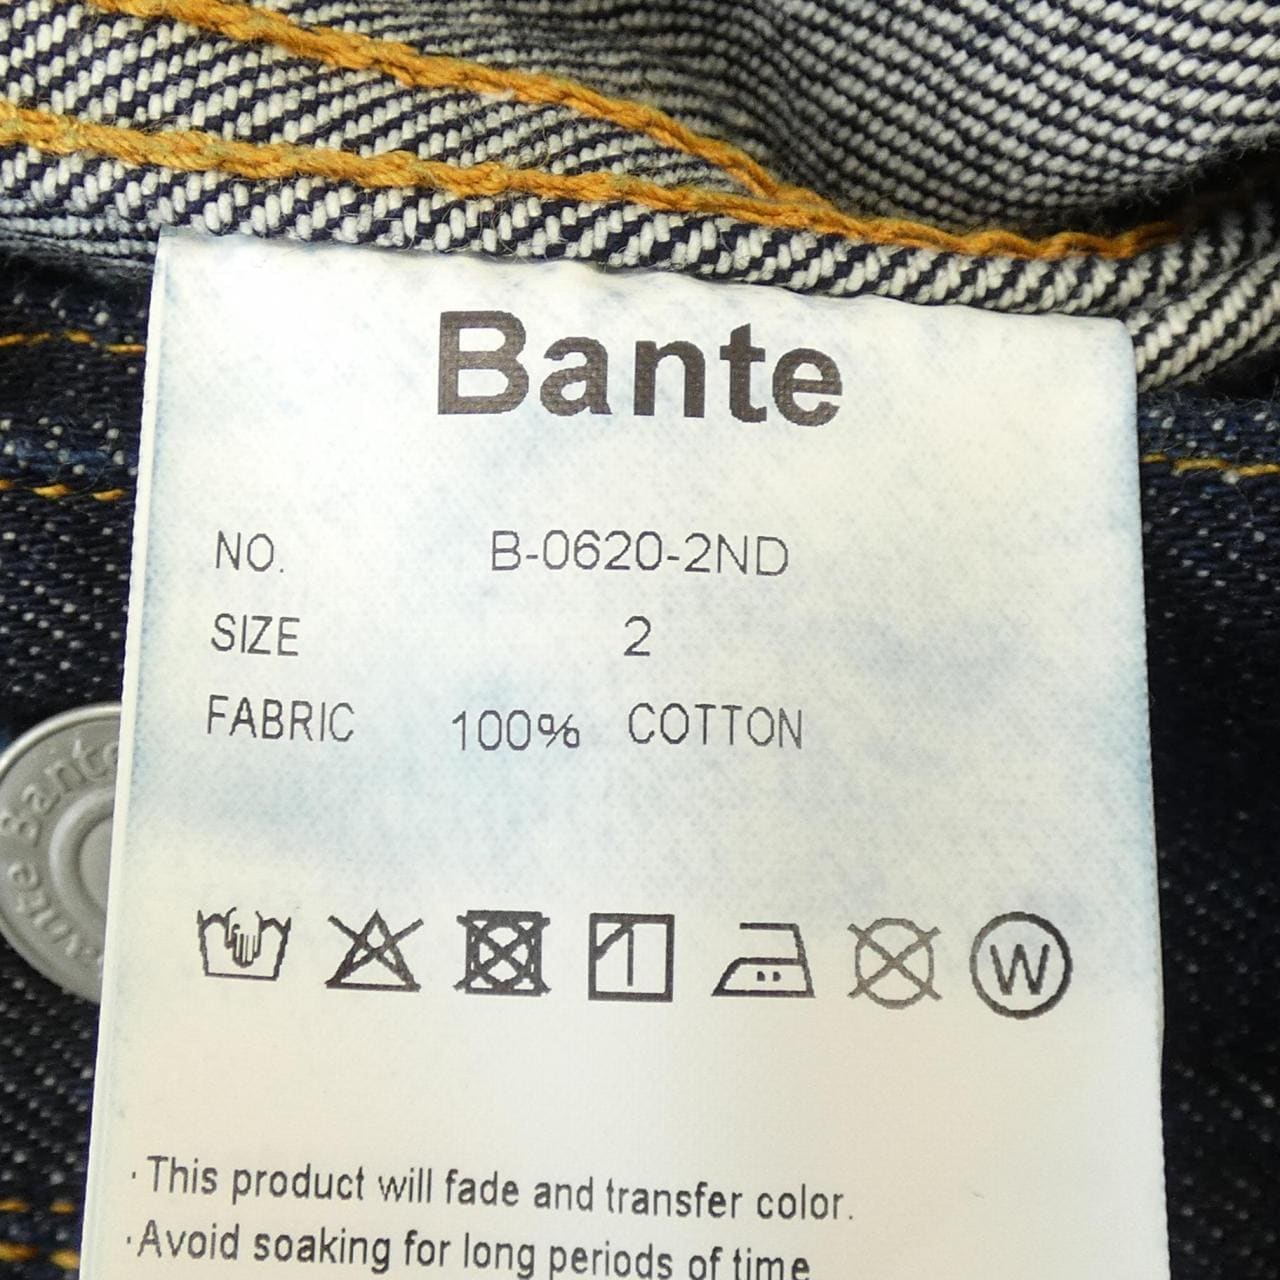 Bante
NO. B-0620-2ND
SIZE 2
FABRIC 100% COTTON
W
· This product will fade and transfer color.
· Avoid soaking for long periods of time
Bante